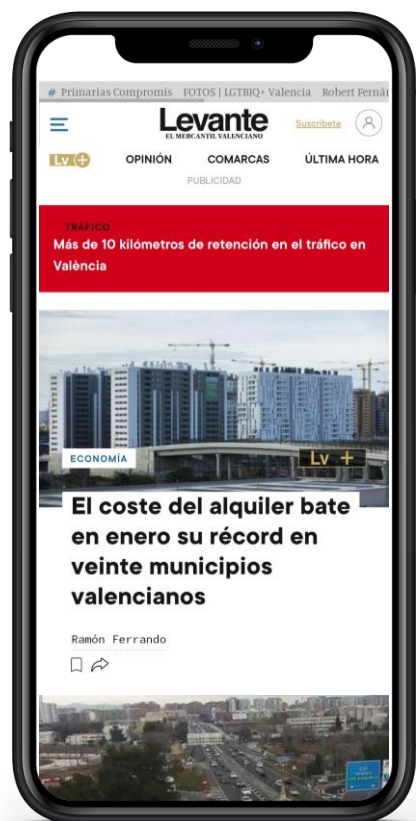 # Primarias Compromís FOTOS | LGTBIQ+ Valencia Robert Ferná
Levante
EL MERCANTIL VALENCIANO
Suscríbete
Lv +
OPINIÓN COMARCAS ÚLTIMA HORA
PUBLICIDAD
TRÁFICO
Más de 10 kilómetros de retención en el tráfico en
València
ECONOMÍA
Lv +
El coste del alquiler bate
en enero su récord en
veinte municipios
valencianos
Ramón Ferrando